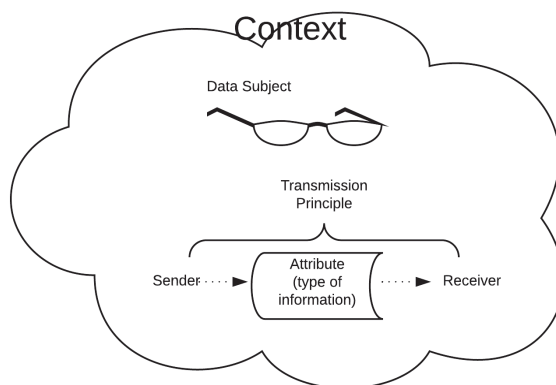 Context
Data Subject
Transmission
Principle
Sender
Attribute
(type of
information)
Receiver